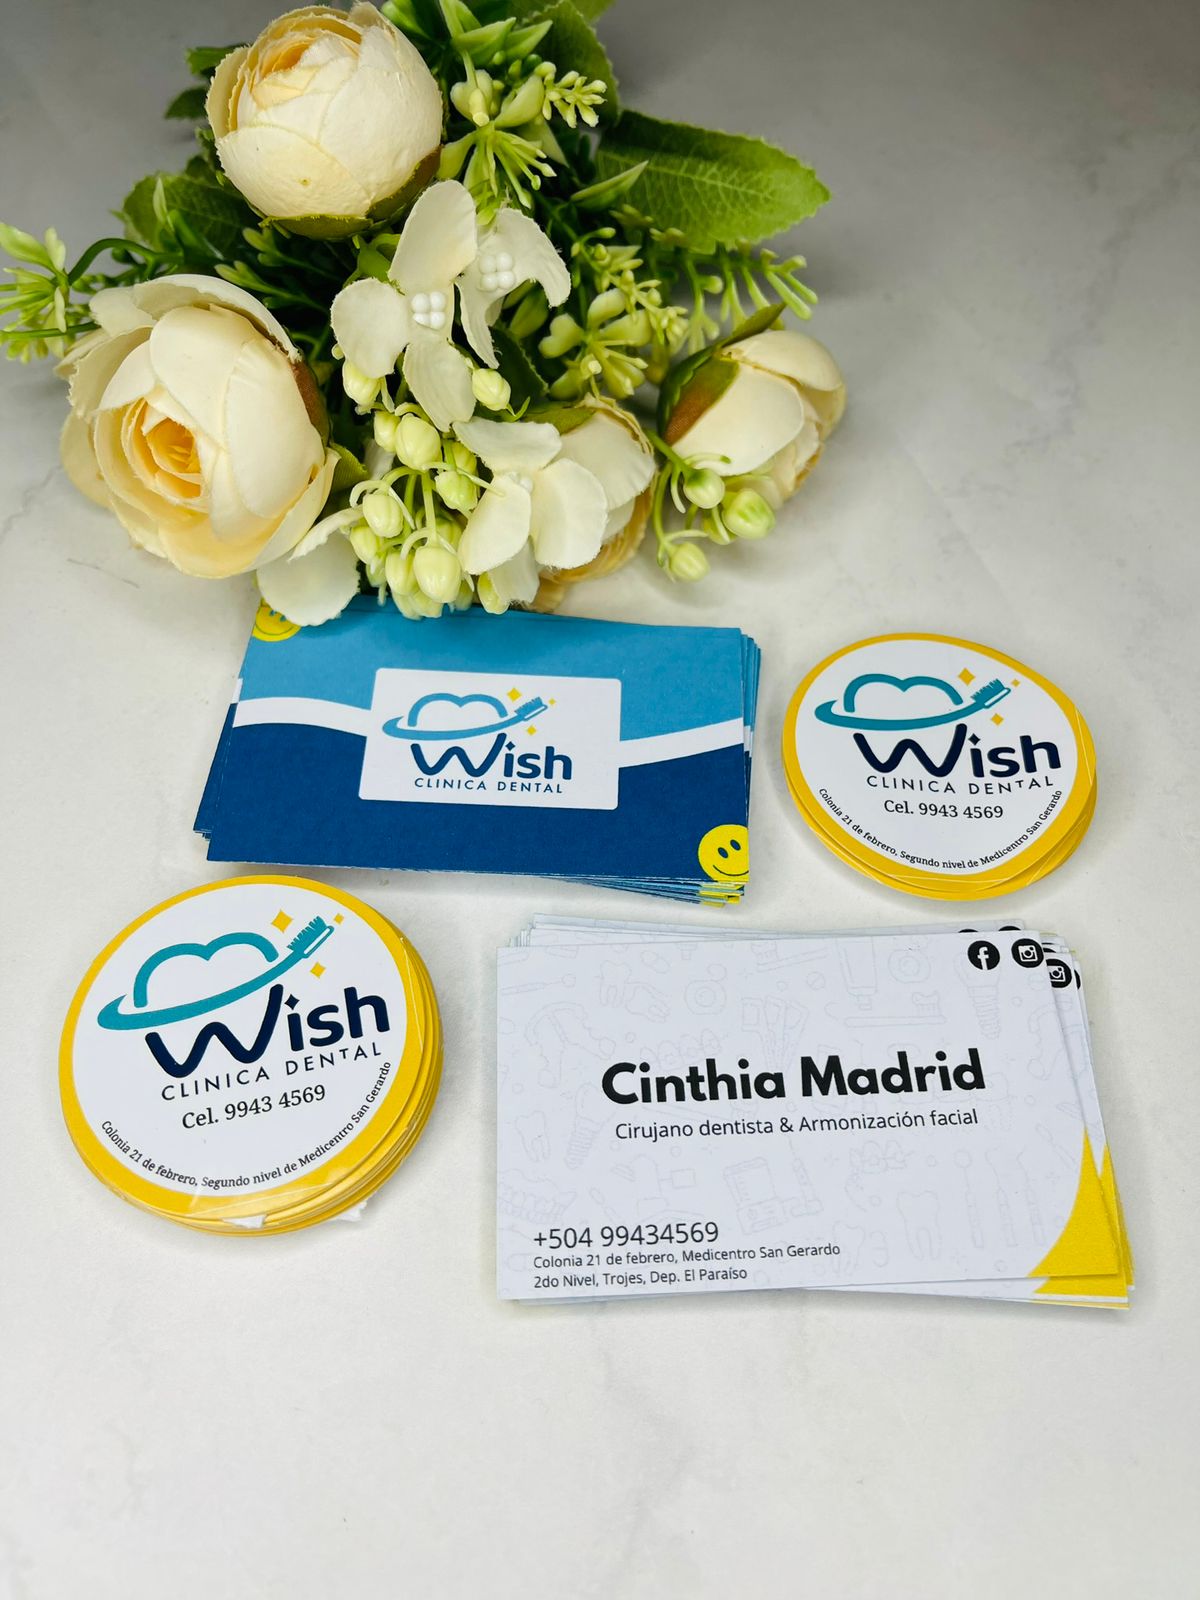 Wish
CLINICA DENTAL
Wish
CLINICA DENTAL
Cel. 9943 4569
Colonia 21 de febrero, Segundo nivel de Medicentro San Gerardo
Wish
CLINICA DENTAL
Cel. 9943 4569
Colonia 21 de febrero, Segundo nivel de Medicentro San Gerardo
Cinthia Madrid
Cirujano dentista & Armonización facial
+504 99434569
Colonia 21 de febrero, Medicentro San Gerardo
2do Nivel, Trojes, Dep. El Paraíso